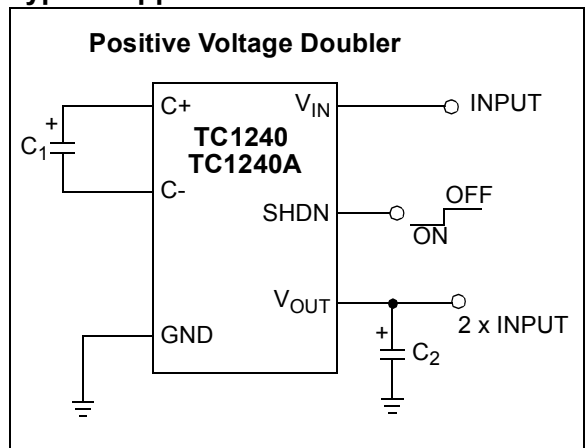 Positive Voltage Doubler
C+
VIN
INPUT
+
TC1240
C1
TC1240A
C-
OFF
SHDN
ON
VOUT
2 x INPUT
GND
+
C2